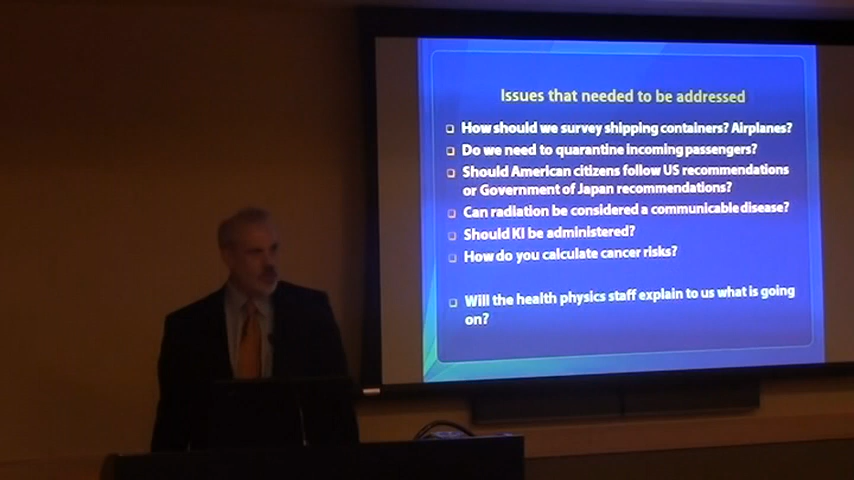 Issues that needed to be addressed
How should we survey shipping containers? Airplanes?
Do we need to quarantine incoming passengers?
Should American citizens follow US recommendations
or Government of Japan recommendations?
Can radiation be considered a communicable disease?
Should KI be administered?
How do you calculate cancer risks?
Will the health physics staff explain to us what is going
on?